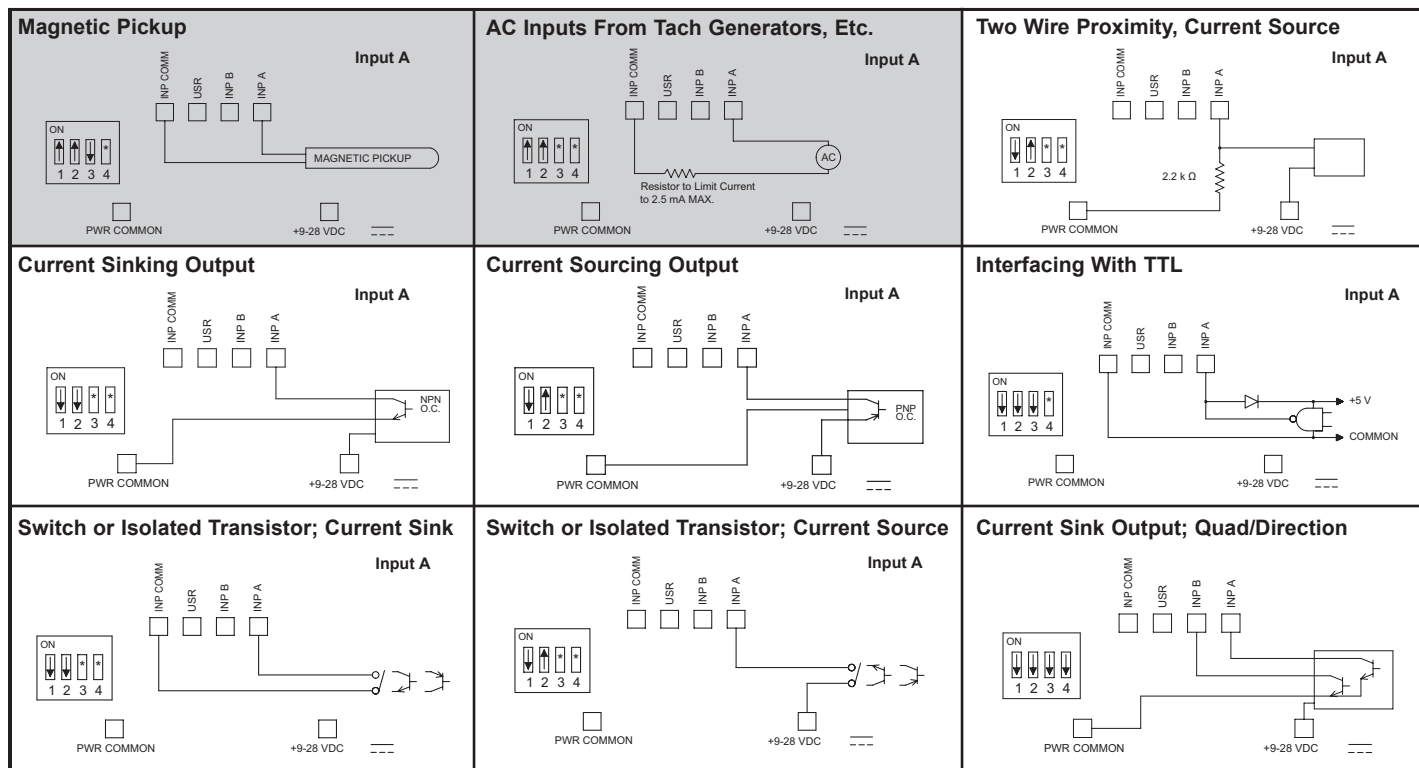 Magnetic Pickup
Input A
INP COMM
USR
INP B
INP A
ON
* 
1 2 3 4
MAGNETIC PICKUP
PWR COMMON
+9-28 VDC
AC Inputs From Tach Generators, Etc.
Input A
INP COMM
USR
INP B
INP A
ON
* *
1 2 3 4
AC
Resistor to Limit Current
to 2.5 mA MAX.
PWR COMMON
+9-28 VDC
Two Wire Proximity, Current Source
Input A
INP COMM
USR
INP B
INP A
ON
* *
1 2 3 4
2.2 k Ω
PWR COMMON
+9-28 VDC
Current Sinking Output
Input A
INP COMM
USR
INP B
INP A
ON
* *
1 2 3 4
NPN
O.C.
PWR COMMON
+9-28 VDC
Current Sourcing Output
Input A
INP COMM
USR
INP B
INP A
ON
* *
1 2 3 4
PNP
O.C.
PWR COMMON
+9-28 VDC
Interfacing With TTL
Input A
INP COMM
USR
INP B
INP A
ON
*
1 2 3 4
+5 V
COMMON
PWR COMMON
+9-28 VDC
Switch or Isolated Transistor; Current Sink
Input A
INP COMM
USR
INP B
INP A
ON
* *
1 2 3 4
PWR COMMON
+9-28 VDC
Switch or Isolated Transistor; Current Source
Input A
INP COMM
USR
INP B
INP A
ON
* *
1 2 3 4
PWR COMMON
+9-28 VDC
Current Sink Output; Quad/Direction
INP COMM
USR
INP B
INP A
ON
1 2 3 4
PWR COMMON
+9-28 VDC